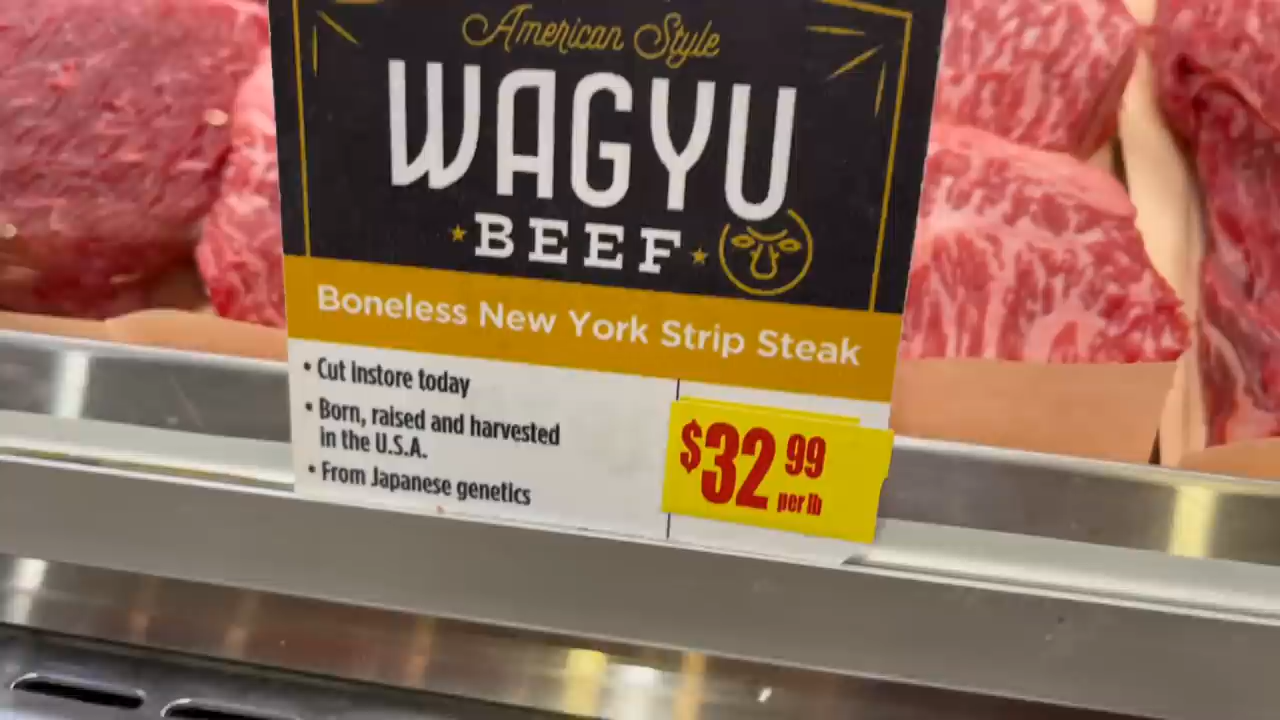 American Style
WAGYU
BEEF
Boneless New York Strip Steak
• Cut instore today
• Born, raised and harvested
in the U.S.A.
• From Japanese genetics
$32 99
per lb